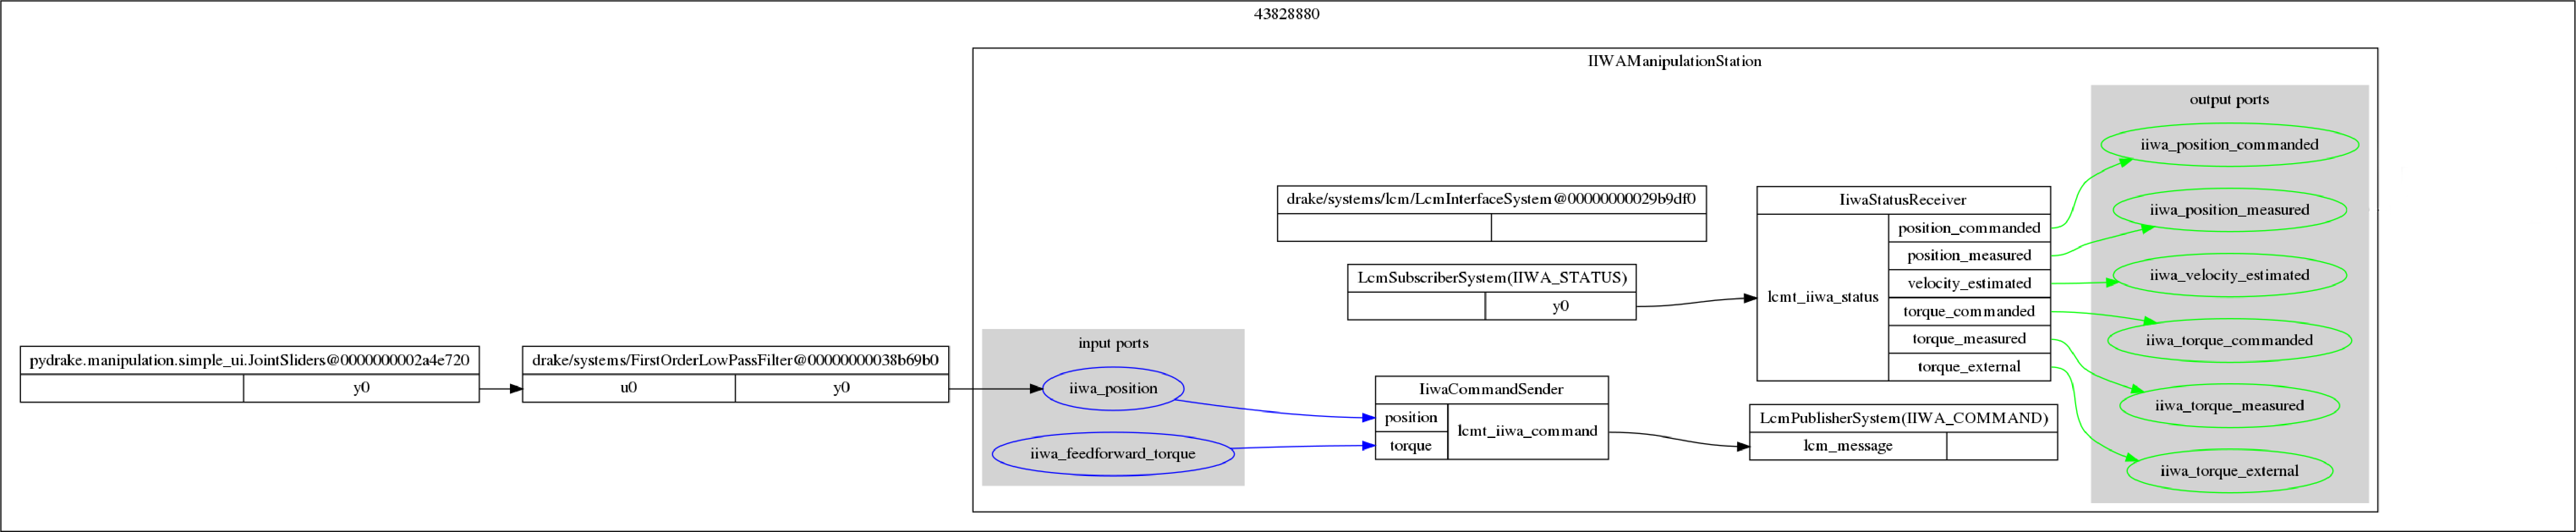 43828880
IIWAManipulationStation
output ports
iiwa_position_commanded
drake/systems/lcm/LcmInterfaceSystem@00000000029b9df0
IiwaStatusReceiver
iiwa_position_measured
position_commanded
position_measured
LcmSubscriberSystem(IIWA_STATUS)
iiwa_velocity_estimated
velocity_estimated
lcmt_iiwa_status
y0
torque_commanded
iiwa_torque_commanded
torque_measured
input ports
pydrake.manipulation.simple_ui.JointSliders@0000000002a4e720
drake/systems/FirstOrderLowPassFilter@00000000038b69b0
torque_external
y0
u0
y0
iiwa_position
IiwaCommandSender
iiwa_torque_measured
position
LcmPublisherSystem(IIWA_COMMAND)
lcmt_iiwa_command
torque
lcm_message
iiwa_feedforward_torque
iiwa_torque_external